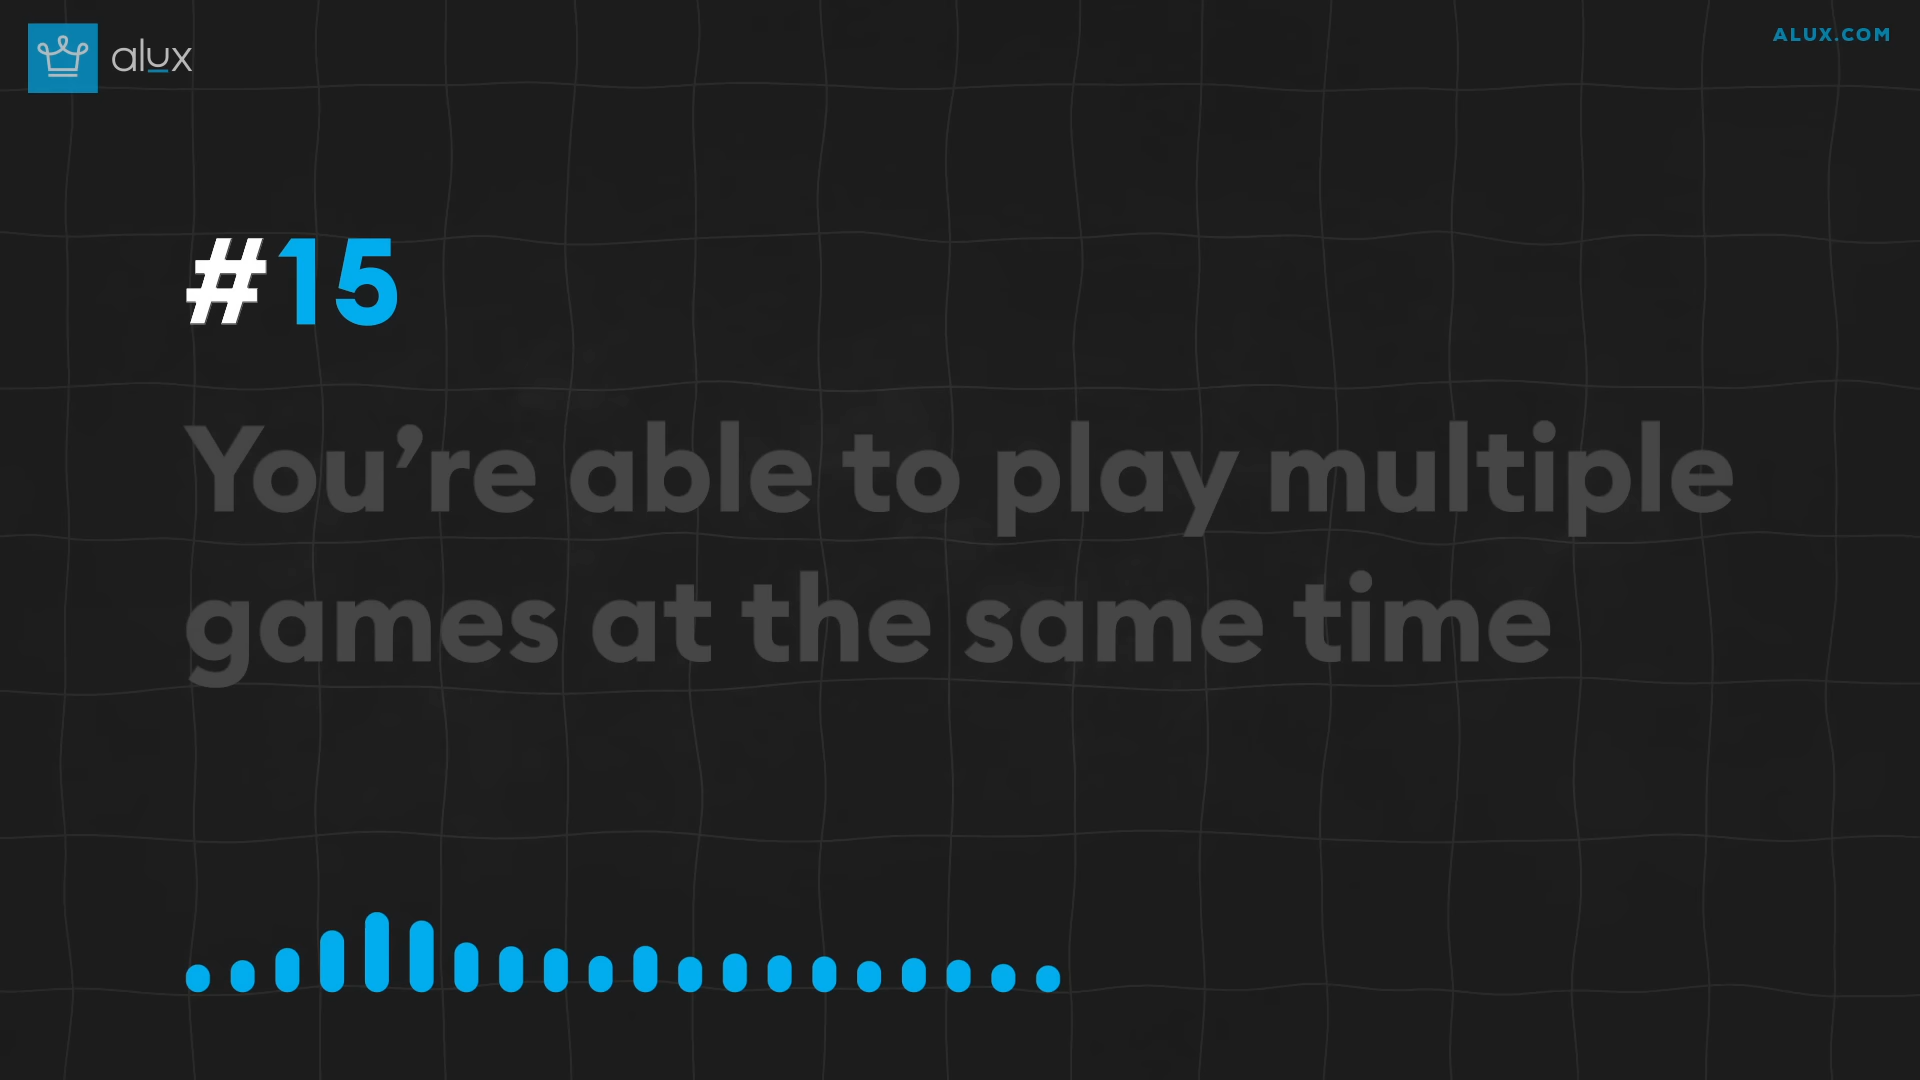 alux
ALUX.COM
#15
You’re able to play multiple
games at the same time